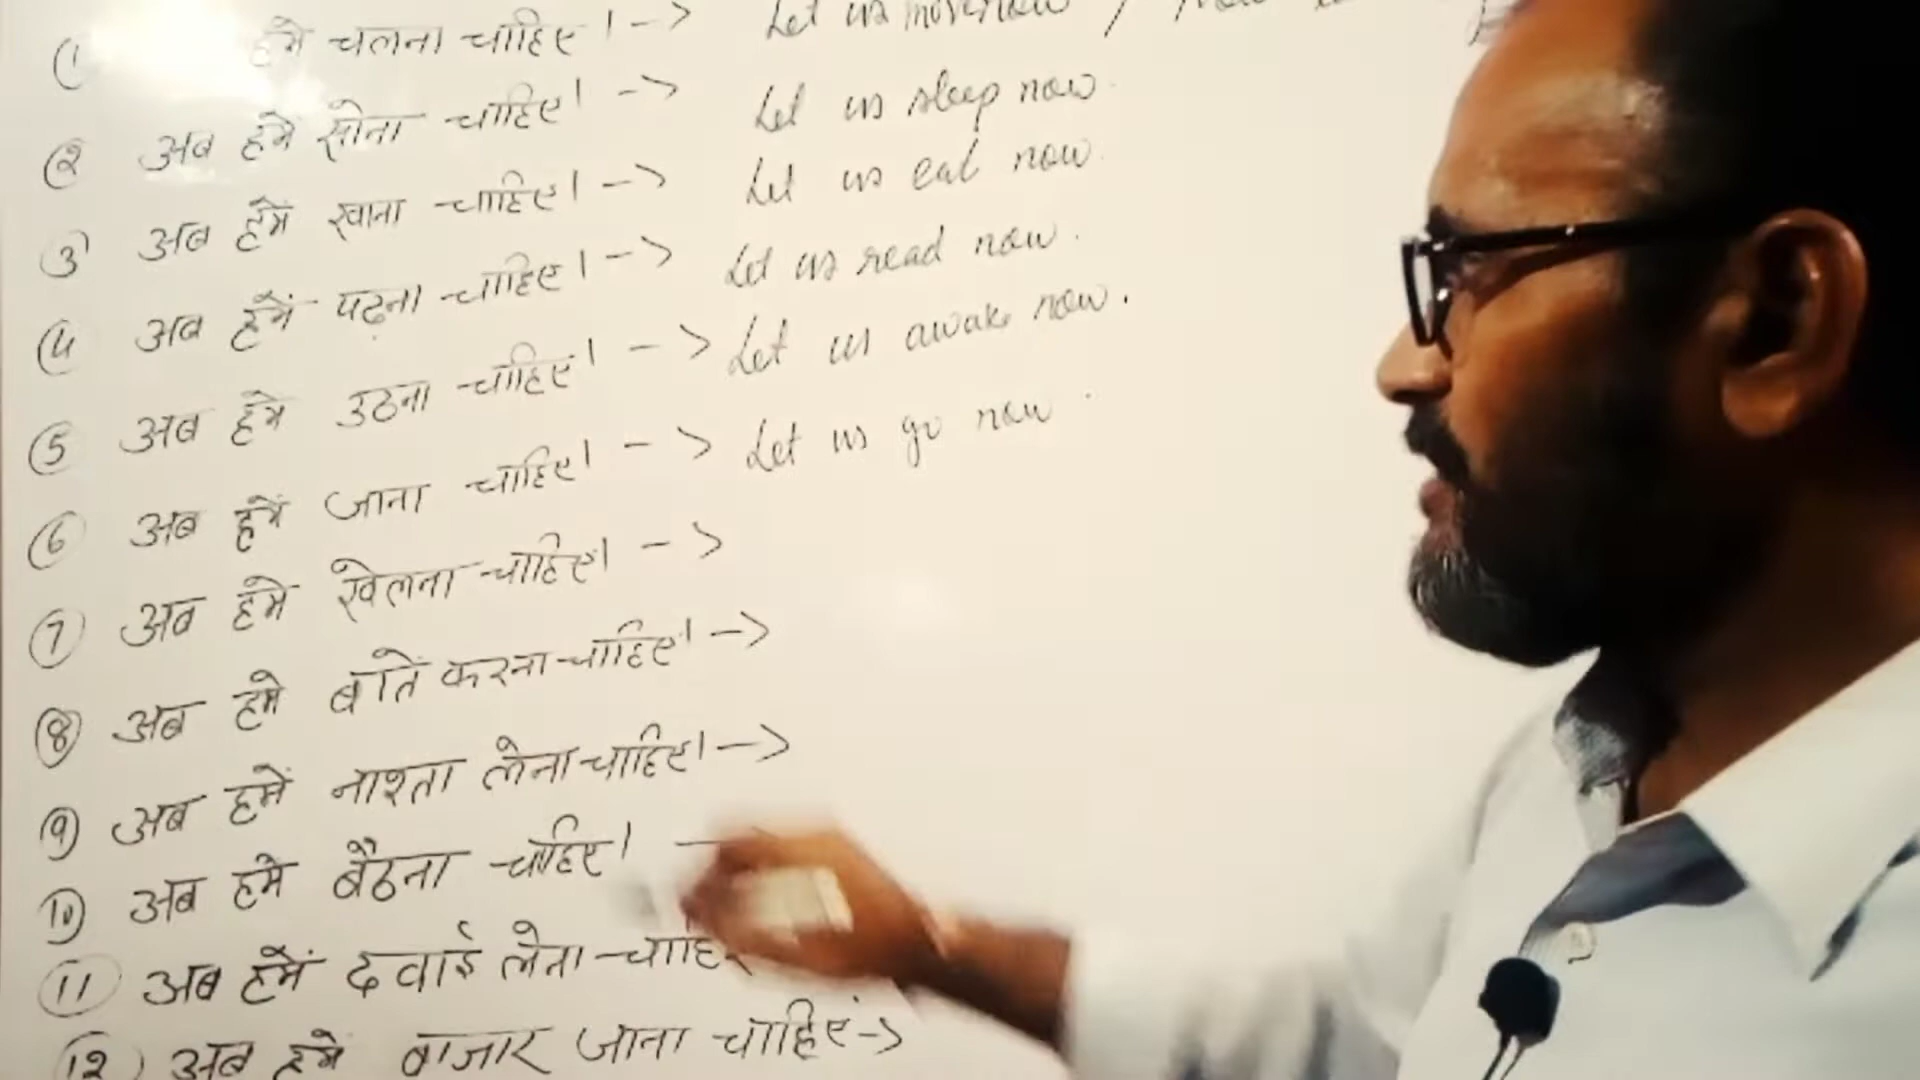 (1 हमे चलना चाहिए। --> Let us move now /
(2) अब हमे सोना चाहिए। --> Let us sleep now.
(3) अब हमें खाना चाहिए। --> Let us eat now.
(4) अब हमें पढ़ना चाहिए। --> Let us read now.
(5) अब हमे उठना चाहिए। --> Let us awake now.
(6) अब हमें जाना चाहिए। --> Let us go now.
(7) अब हमे खेलना चाहिए। -->
(8) अब हमे बातें करना चाहिए। -->
(9) अब हमें नाश्ता लेना चाहिए। -->
(10) अब हमे बैठना चाहिए। -
(11) अब हमें दवाई लेना
(12) अब हमे बाजार जाना चाहिए -->